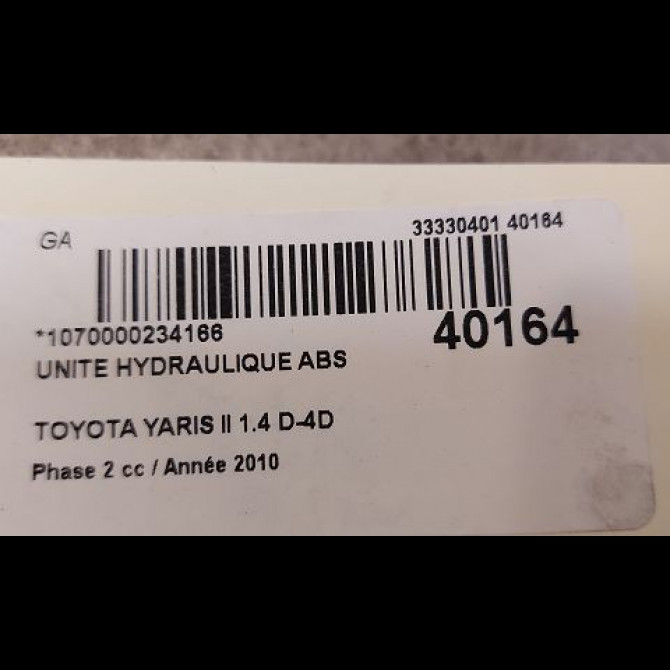 GA
33330401 40164
*1070000234166
40164
UNITE HYDRAULIQUE ABS
TOYOTA YARIS II 1.4 D-4D
Phase 2 cc / Année 2010